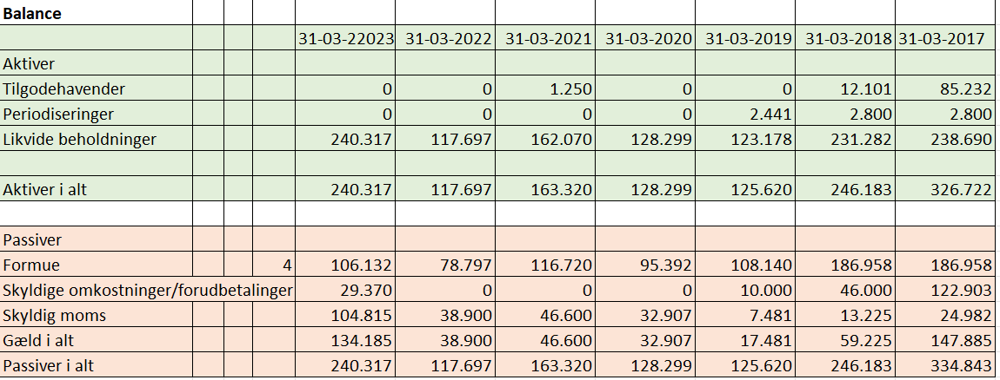 Balance
31-03-22023 31-03-2022 31-03-2021 31-03-2020 31-03-2019 31-03-2018 31-03-2017
Aktiver
Tilgodehavender 0 0 1.250 0 0 12.101 85.232
Periodiseringer 0 0 0 0 2.441 2.800 2.800
Likvide beholdninger 240.317 117.697 162.070 128.299 123.178 231.282 238.690
Aktiver i alt 240.317 117.697 163.320 128.299 125.620 246.183 326.722
Passiver
Formue 4 106.132 78.797 116.720 95.392 108.140 186.958 186.958
Skyldige omkostninger/forudbetalinger 29.370 0 0 0 10.000 46.000 122.903
Skyldig moms 104.815 38.900 46.600 32.907 7.481 13.225 24.982
Gæld i alt 134.185 38.900 46.600 32.907 17.481 59.225 147.885
Passiver i alt 240.317 117.697 163.320 128.299 125.620 246.183 334.843